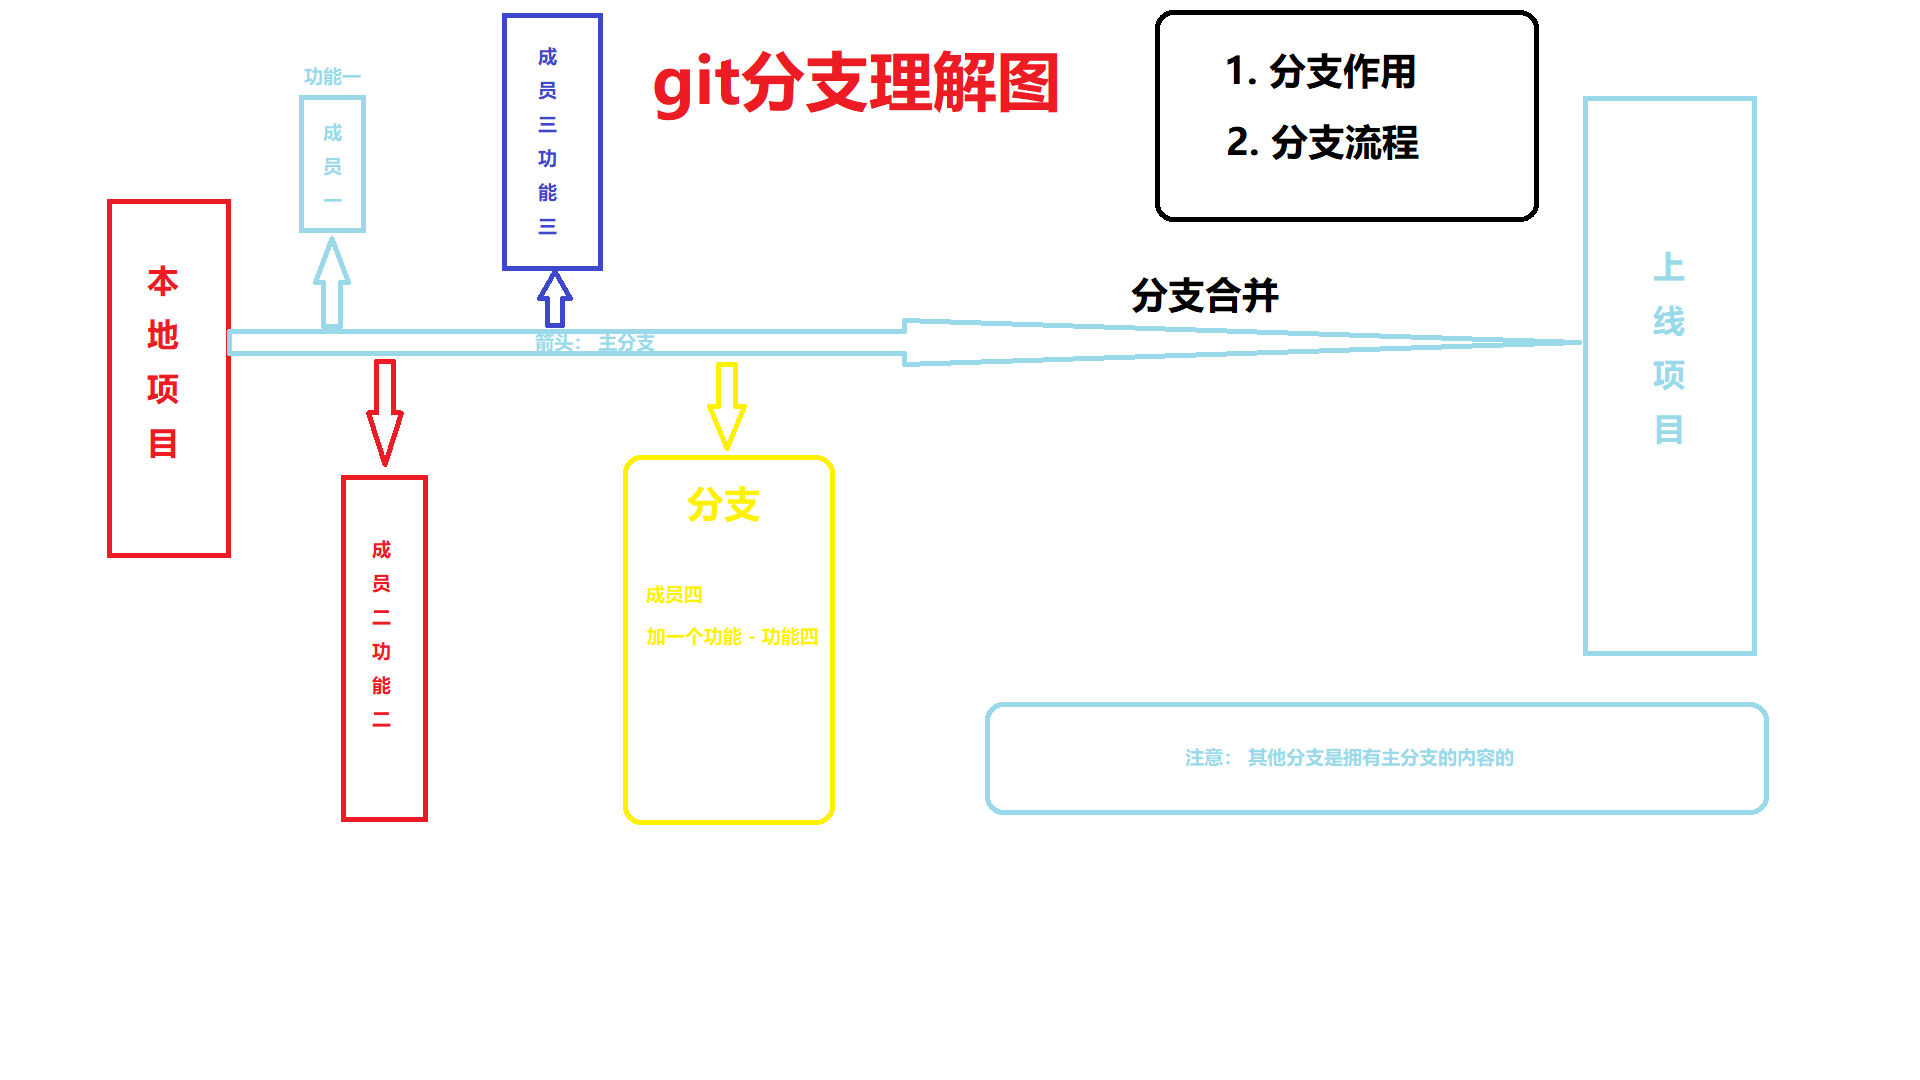 git分支理解图
1. 分支作用
2. 分支流程
功能一
成员一
成员三功能三
本地项目
箭头： 主分支
分支合并
上线项目
成员二功能二
分支
成员四
加一个功能 - 功能四
注意： 其他分支是拥有主分支的内容的